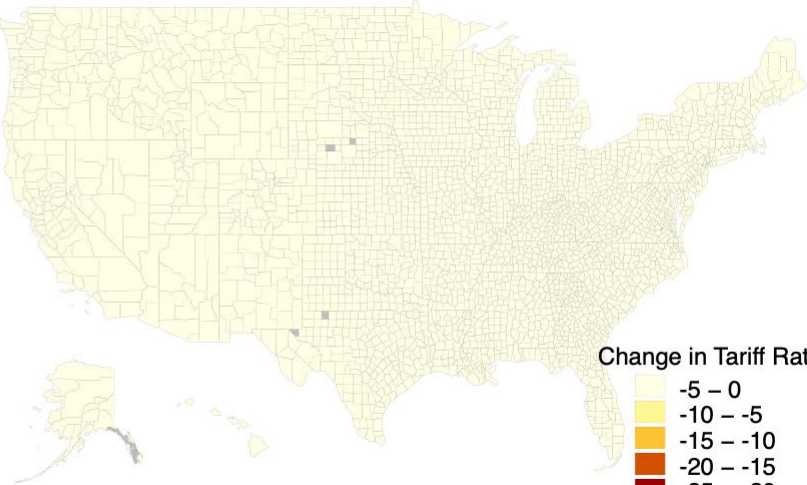 Change in Tariff Rat
-5 – 0
-10 – -5
-15 – -10
-20 – -15